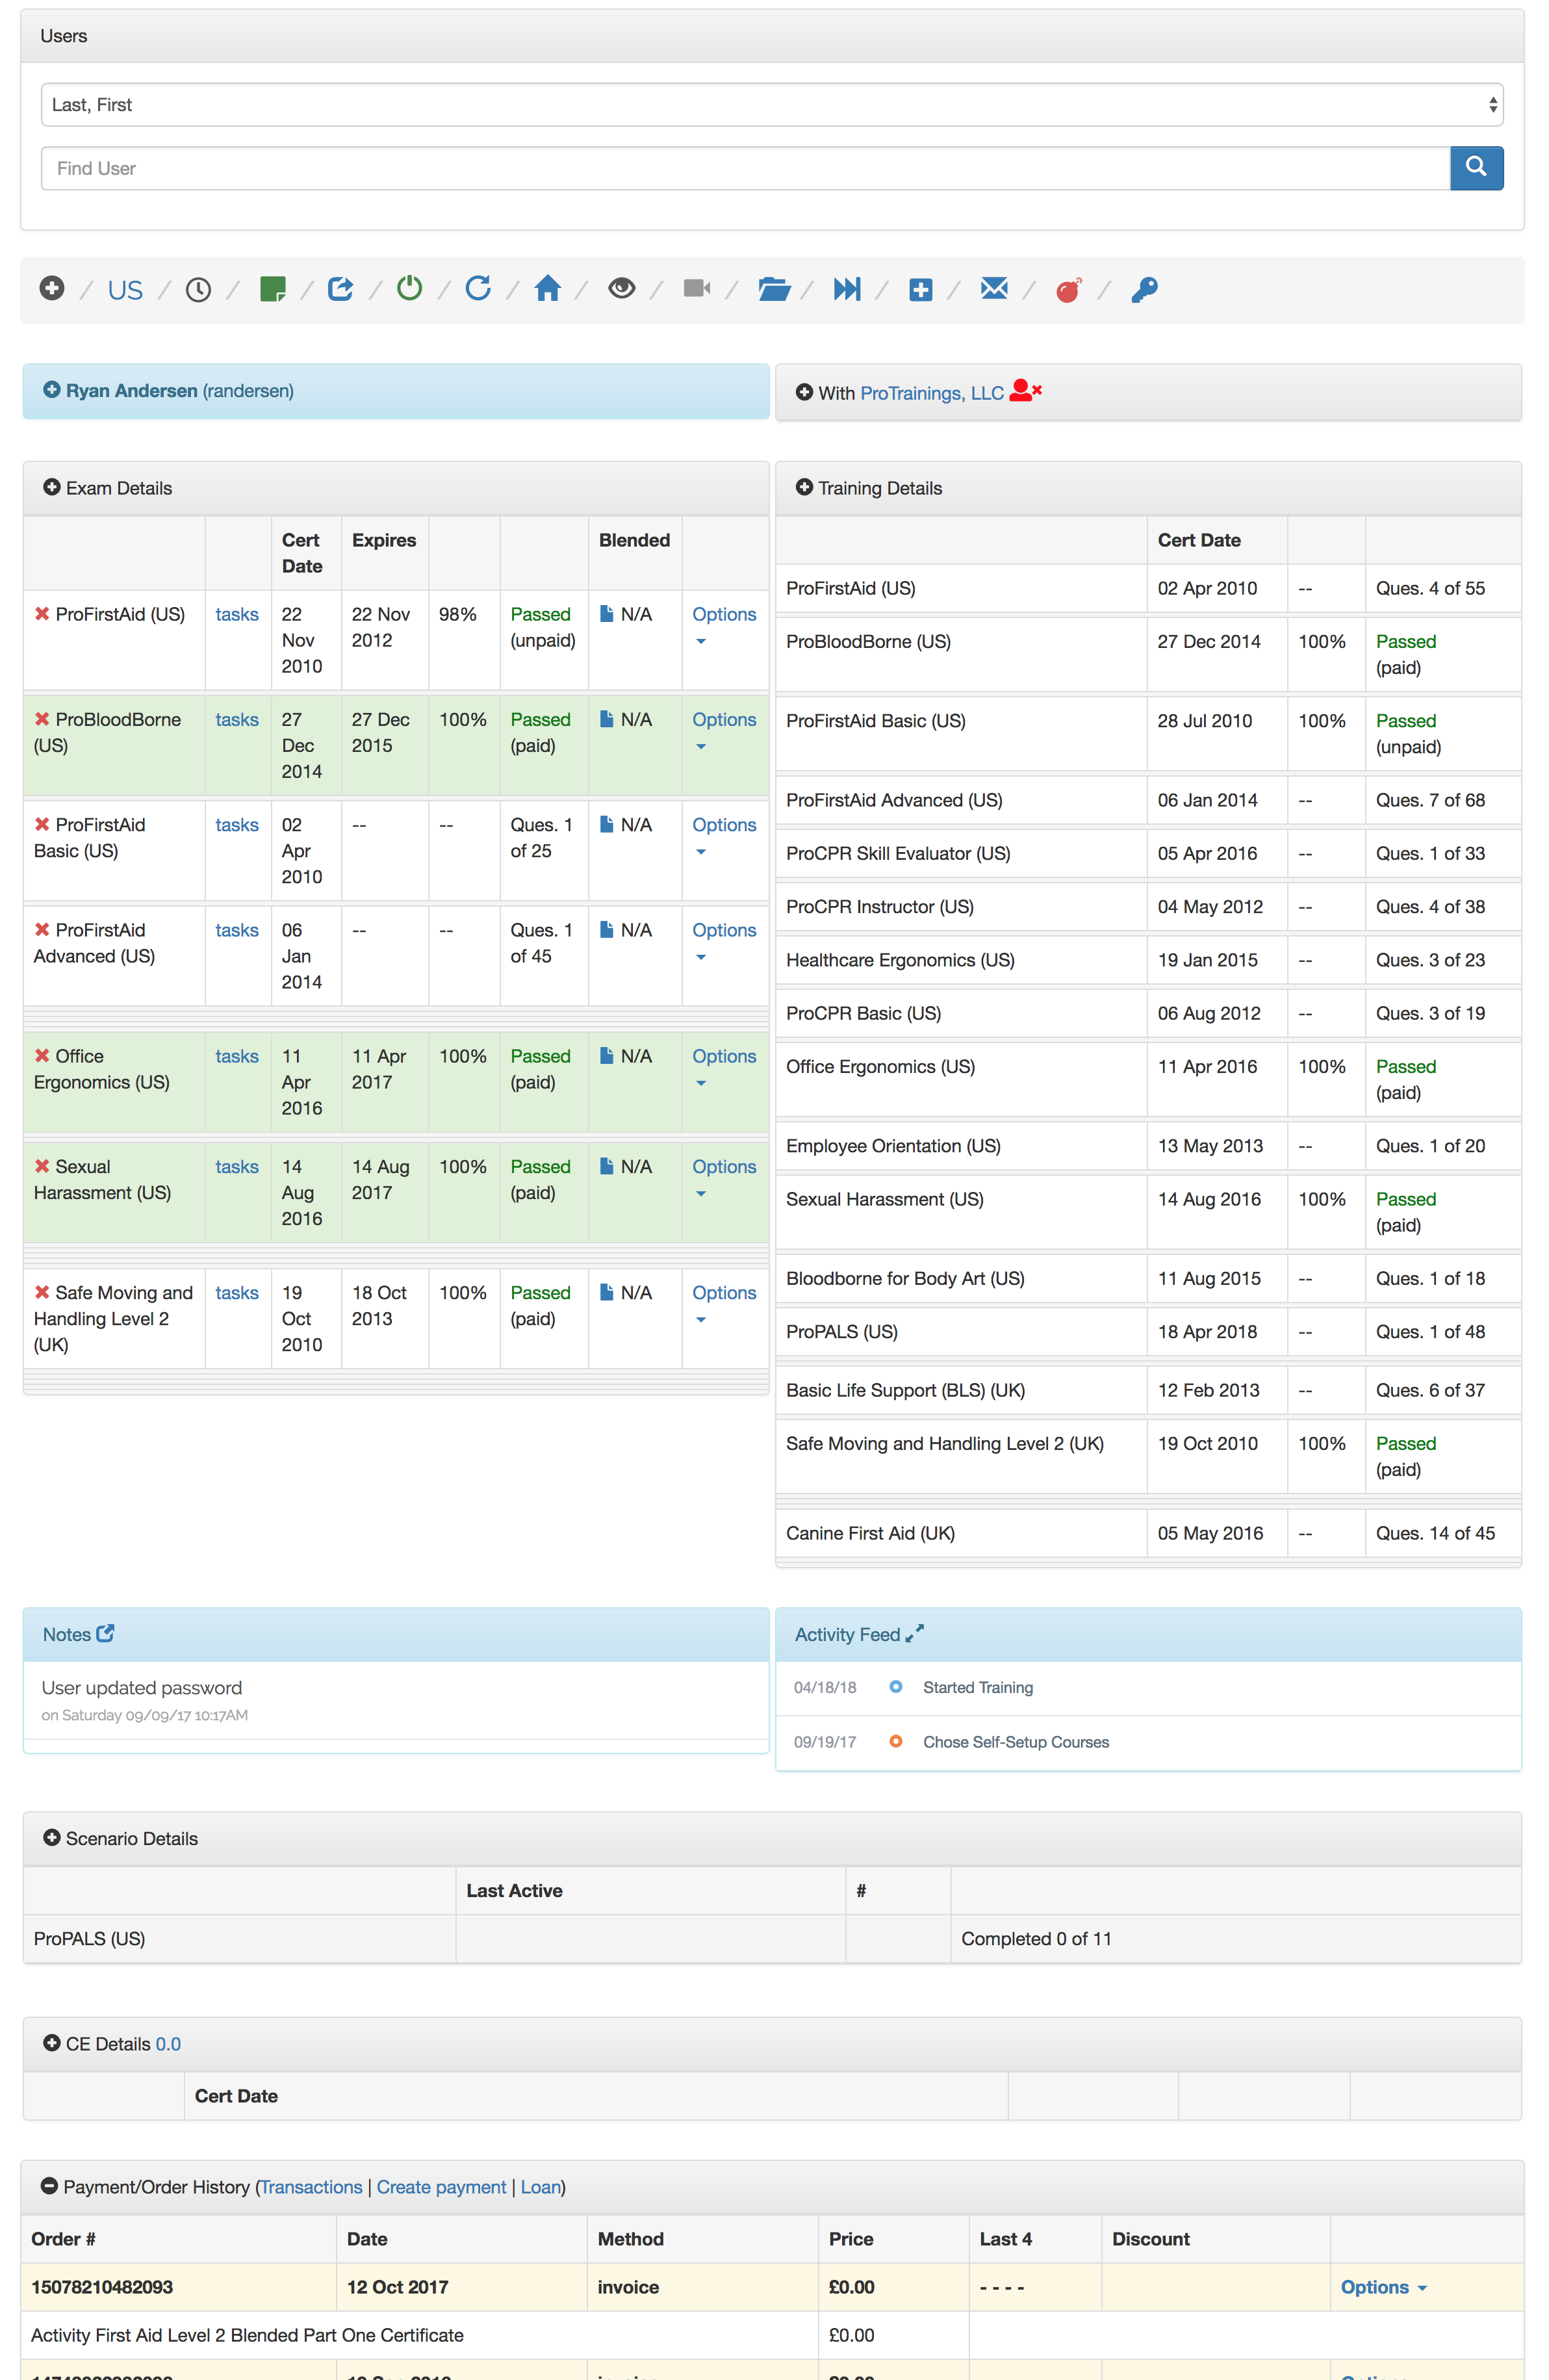 Users
Last, First
Find User
/ US / / / / / / / / / / / / / /
Ryan Andersen (randersen)
With ProTrainings, LLC
Exam Details
Cert Date Expires Blended
ProFirstAid (US) tasks 22 Nov 2010 22 Nov 2012 98% Passed (unpaid) N/A Options
ProBloodBorne (US) tasks 27 Dec 2014 27 Dec 2015 100% Passed (paid) N/A Options
ProFirstAid Basic (US) tasks 02 Apr 2010 -- -- Ques. 1 of 25 N/A Options
ProFirstAid Advanced (US) tasks 06 Jan 2014 -- -- Ques. 1 of 45 N/A Options
Office Ergonomics (US) tasks 11 Apr 2016 11 Apr 2017 100% Passed (paid) N/A Options
Sexual Harassment (US) tasks 14 Aug 2016 14 Aug 2017 100% Passed (paid) N/A Options
Safe Moving and Handling Level 2 (UK) tasks 19 Oct 2010 18 Oct 2013 100% Passed (paid) N/A Options
Training Details
Cert Date
ProFirstAid (US) 02 Apr 2010 -- Ques. 4 of 55
ProBloodBorne (US) 27 Dec 2014 100% Passed (paid)
ProFirstAid Basic (US) 28 Jul 2010 100% Passed (unpaid)
ProFirstAid Advanced (US) 06 Jan 2014 -- Ques. 7 of 68
ProCPR Skill Evaluator (US) 05 Apr 2016 -- Ques. 1 of 33
ProCPR Instructor (US) 04 May 2012 -- Ques. 4 of 38
Healthcare Ergonomics (US) 19 Jan 2015 -- Ques. 3 of 23
ProCPR Basic (US) 06 Aug 2012 -- Ques. 3 of 19
Office Ergonomics (US) 11 Apr 2016 100% Passed (paid)
Employee Orientation (US) 13 May 2013 -- Ques. 1 of 20
Sexual Harassment (US) 14 Aug 2016 100% Passed (paid)
Bloodborne for Body Art (US) 11 Aug 2015 -- Ques. 1 of 18
ProPALS (US) 18 Apr 2018 -- Ques. 1 of 48
Basic Life Support (BLS) (UK) 12 Feb 2013 -- Ques. 6 of 37
Safe Moving and Handling Level 2 (UK) 19 Oct 2010 100% Passed (paid)
Canine First Aid (UK) 05 May 2016 -- Ques. 14 of 45
Notes
User updated password
on Saturday 09/09/17 10:17AM
Activity Feed
04/18/18 Started Training
09/19/17 Chose Self-Setup Courses
Scenario Details
Last Active #
ProPALS (US) Completed 0 of 11
CE Details 0.0
Cert Date
Payment/Order History (Transactions | Create payment | Loan)
Order # Date Method Price Last 4 Discount
15078210482093 12 Oct 2017 invoice £0.00 - - - - Options
Activity First Aid Level 2 Blended Part One Certificate £0.00